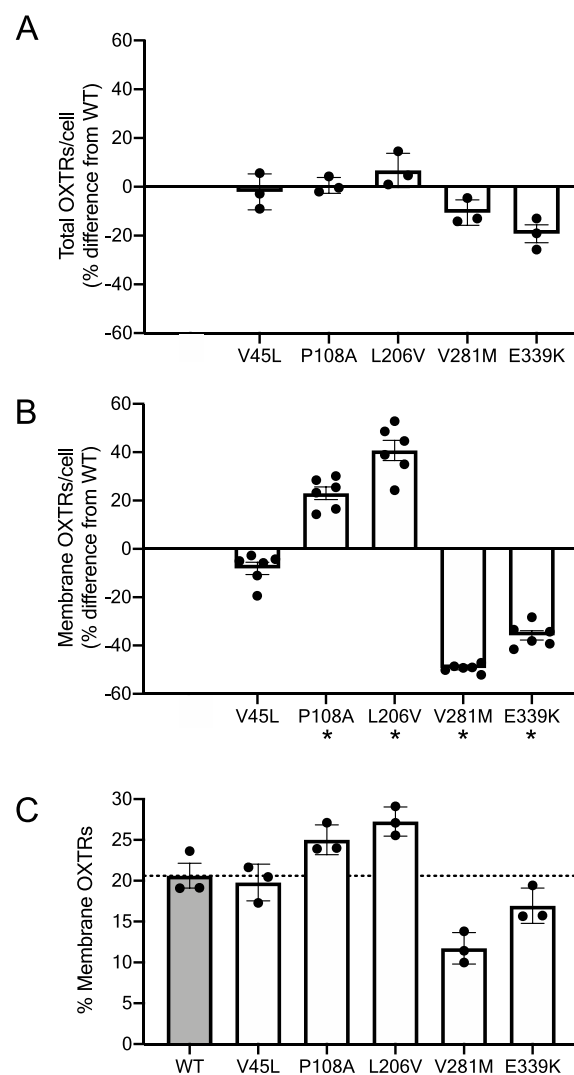 A
Total OXTRs/cell
(% difference from WT)
60
40
20
0
-20
-40
-60
V45L P108A L206V V281M E339K
B
Membrane OXTRs/cell
(% difference from WT)
60
40
20
0
-20
-40
-60
V45L P108A L206V V281M E339K
* * * *
C
% Membrane OXTRs
30
25
20
15
10
5
0
WT V45L P108A L206V V281M E339K